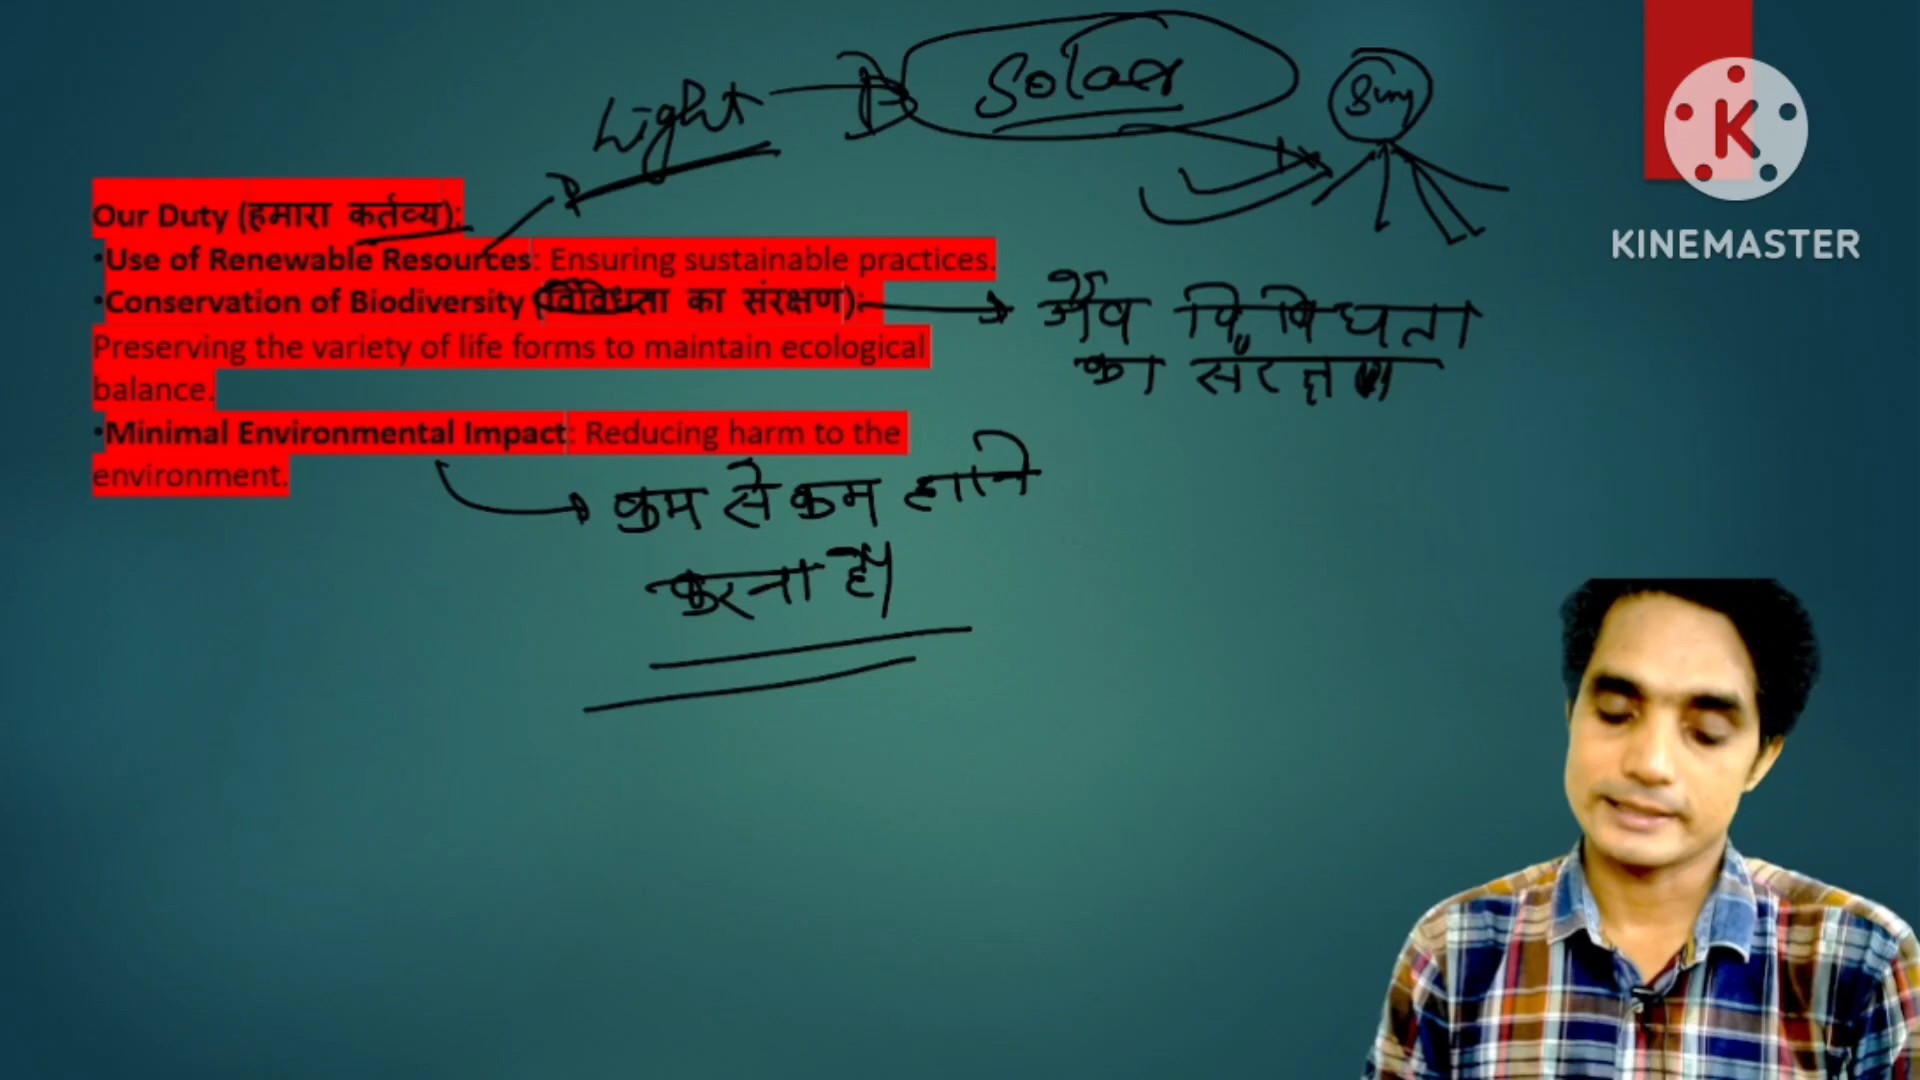 Light
Solar
Sun
KINEMASTER
Our Duty (हमारा कर्तव्य):
•Use of Renewable Resources: Ensuring sustainable practices.
•Conservation of Biodiversity (विविधता का संरक्षण):
जैव विविधता
का संरक्षण
Preserving the variety of life forms to maintain ecological
balance.
•Minimal Environmental Impact: Reducing harm to the
environment.
कम से कम हानि
करना है।